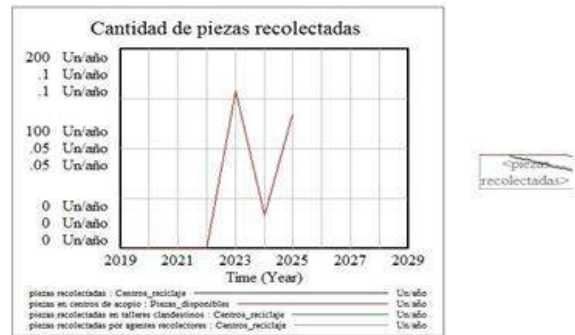 Cantidad de piezas recolectadas
200 Un/año
.1 Un/año
.1 Un/año
100 Un/año
.05 Un/año
.05 Un/año
0 Un/año
0 Un/año
0 Un/año
2019 2021 2023 2025 2027 2029
Time (Year)
piezas recolectadas : Centros_reciclaje Un/año
piezas en centros de acopio : Piezas_disponibles Un/año
piezas recolectadas en talleres clandestinos : Centros_reciclaje Un/año
piezas recolectadas por agentes recolectores : Centros_reciclaje Un/año
<piezas
recolectadas>